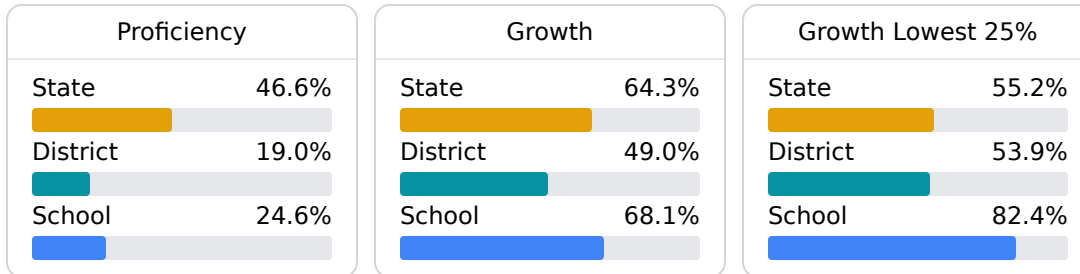 Proficiency
State 46.6%
District 19.0%
School 24.6%
Growth
State 64.3%
District 49.0%
School 68.1%
Growth Lowest 25%
State 55.2%
District 53.9%
School 82.4%